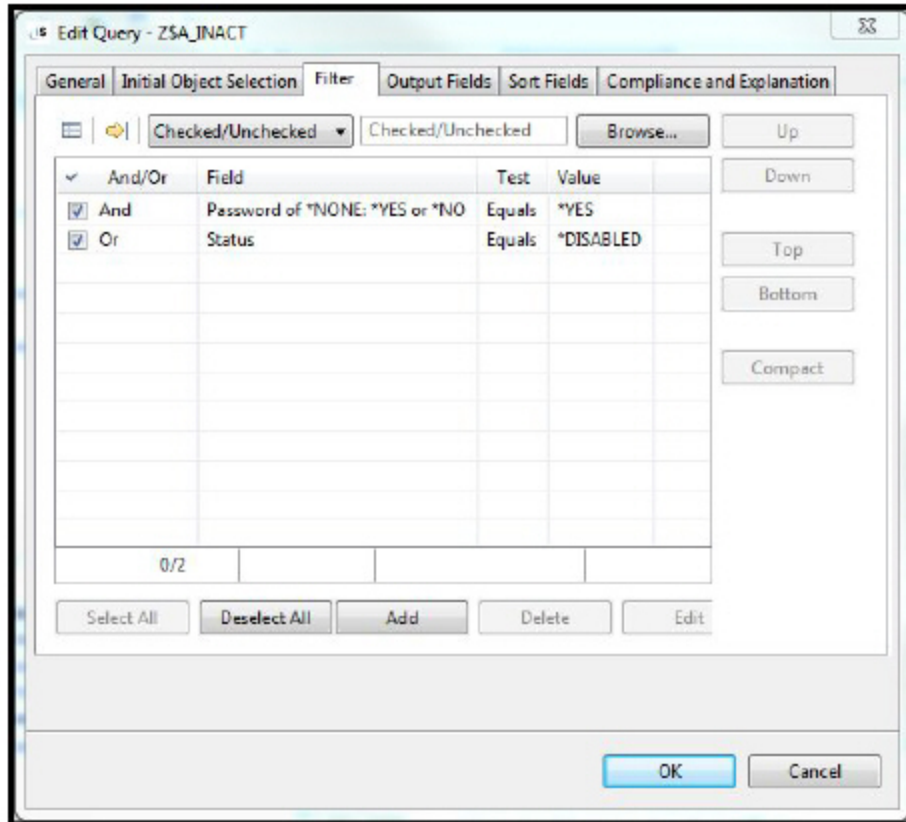 iS Edit Query - Z$A_INACT
General Initial Object Selection Filter Output Fields Sort Fields Compliance and Explanation
Checked/Unchecked Checked/Unchecked Browse... Up
Down
And/Or Field Test Value
And Password of *NONE: *YES or *NO Equals *YES
Or Status Equals *DISABLED
Top
Bottom
Compact
0/2
Select All Deselect All Add Delete Edit
OK Cancel